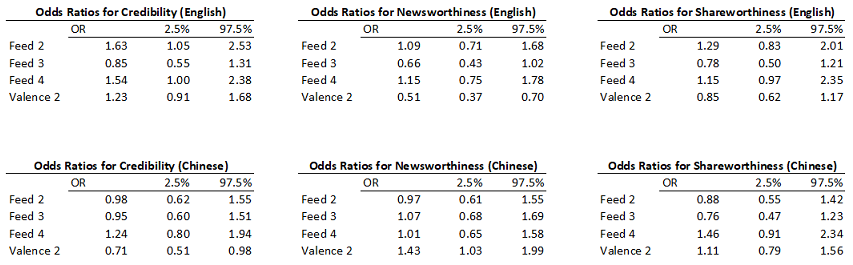 Odds Ratios for Credibility (English)
OR 2.5% 97.5%
Feed 2 1.63 1.05 2.53
Feed 3 0.85 0.55 1.31
Feed 4 1.54 1.00 2.38
Valence 2 1.23 0.91 1.68
Odds Ratios for Newsworthiness (English)
OR 2.5% 97.5%
Feed 2 1.09 0.71 1.68
Feed 3 0.66 0.43 1.02
Feed 4 1.15 0.75 1.78
Valence 2 0.51 0.37 0.70
Odds Ratios for Shareworthiness (English)
OR 2.5% 97.5%
Feed 2 1.29 0.83 2.01
Feed 3 0.78 0.50 1.21
Feed 4 1.15 0.97 2.35
Valence 2 0.85 0.62 1.17
Odds Ratios for Credibility (Chinese)
OR 2.5% 97.5%
Feed 2 0.98 0.62 1.55
Feed 3 0.95 0.60 1.51
Feed 4 1.24 0.80 1.94
Valence 2 0.71 0.51 0.98
Odds Ratios for Newsworthiness (Chinese)
OR 2.5% 97.5%
Feed 2 0.97 0.61 1.55
Feed 3 1.07 0.68 1.69
Feed 4 1.01 0.65 1.58
Valence 2 1.43 1.03 1.99
Odds Ratios for Shareworthiness (Chinese)
OR 2.5% 97.5%
Feed 2 0.88 0.55 1.42
Feed 3 0.76 0.47 1.23
Feed 4 1.46 0.91 2.34
Valence 2 1.11 0.79 1.56